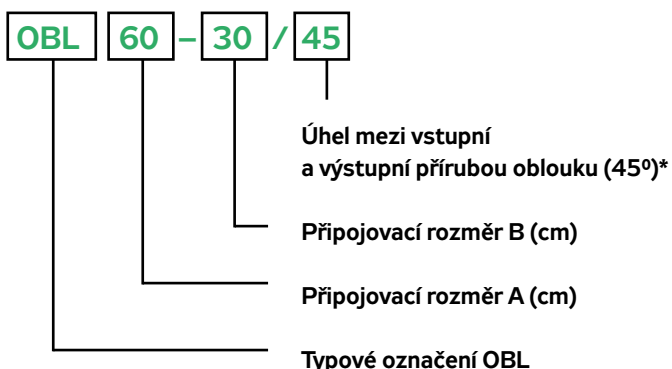 OBL 60 – 30 / 45
Úhel mezi vstupní
a výstupní přírubou oblouku (45º)*
Připojovací rozměr B (cm)
Připojovací rozměr A (cm)
Typové označení OBL